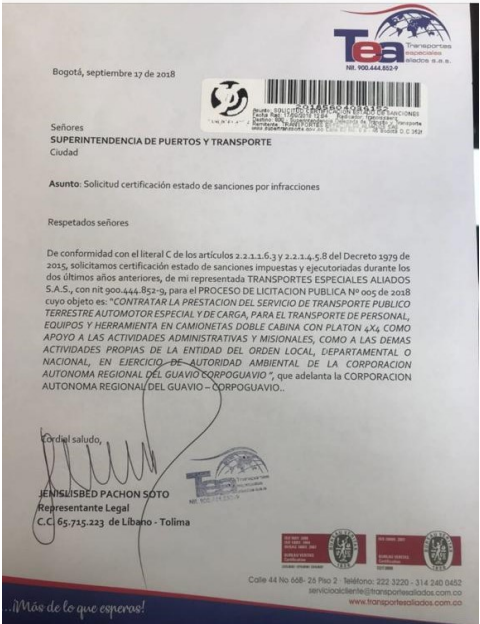 Tea Transportes
especiales
aliados s.a.s.
Nit. 900.444.852-9
Bogotá, septiembre 17 de 2018
Señores
SUPERINTENDENCIA DE PUERTOS Y TRANSPORTE
Ciudad
Asunto: Solicitud certificación estado de sanciones por infracciones
Respetados señores
De conformidad con el literal C de los artículos 2.2.1.1.6.3 y 2.2.1.4.5.8 del Decreto 1979 de
2015, solicitamos certificación estado de sanciones impuestas y ejecutoriadas durante los
dos últimos años anteriores, de mi representada TRANSPORTES ESPECIALES ALIADOS
S.A.S., con nit 900.444.852-9, para el PROCESO DE LICITACION PUBLICA Nº 005 de 2018
cuyo objeto es: "CONTRATAR LA PRESTACION DEL SERVICIO DE TRANSPORTE PUBLICO
TERRESTRE AUTOMOTOR ESPECIAL Y DE CARGA, PARA EL TRANSPORTE DE PERSONAL,
EQUIPOS Y HERRAMIENTA EN CAMIONETAS DOBLE CABINA CON PLATON 4X4, COMO
APOYO A LAS ACTIVIDADES ADMINISTRATIVAS Y MISIONALES, COMO A LAS DEMAS
ACTIVIDADES PROPIAS DE LA ENTIDAD DEL ORDEN LOCAL, DEPARTAMENTAL O
NACIONAL, EN EJERCICIO DE AUTORIDAD AMBIENTAL DE LA CORPORACION
AUTONOMA REGIONAL DEL GUAVIO CORPOGUAVIO", que adelanta la CORPORACION
AUTONOMA REGIONAL DEL GUAVIO – CORPOGUAVIO..
Cordial saludo,
Tea Transportes
JENISLISBED PACHON SOTO
Representante Legal
C.C. 65.715.223 de Libano - Tolima
BUREAU VERITAS
Certification
BUREAU VERITAS
Certification
Calle 44 No 66B- 26 Piso 2 - Teléfono: 222 3220 - 314 240 0452
servicioalcliente@transportesaliados.com.co
www.transportesaliados.com.co
...¡Más de lo que esperas!